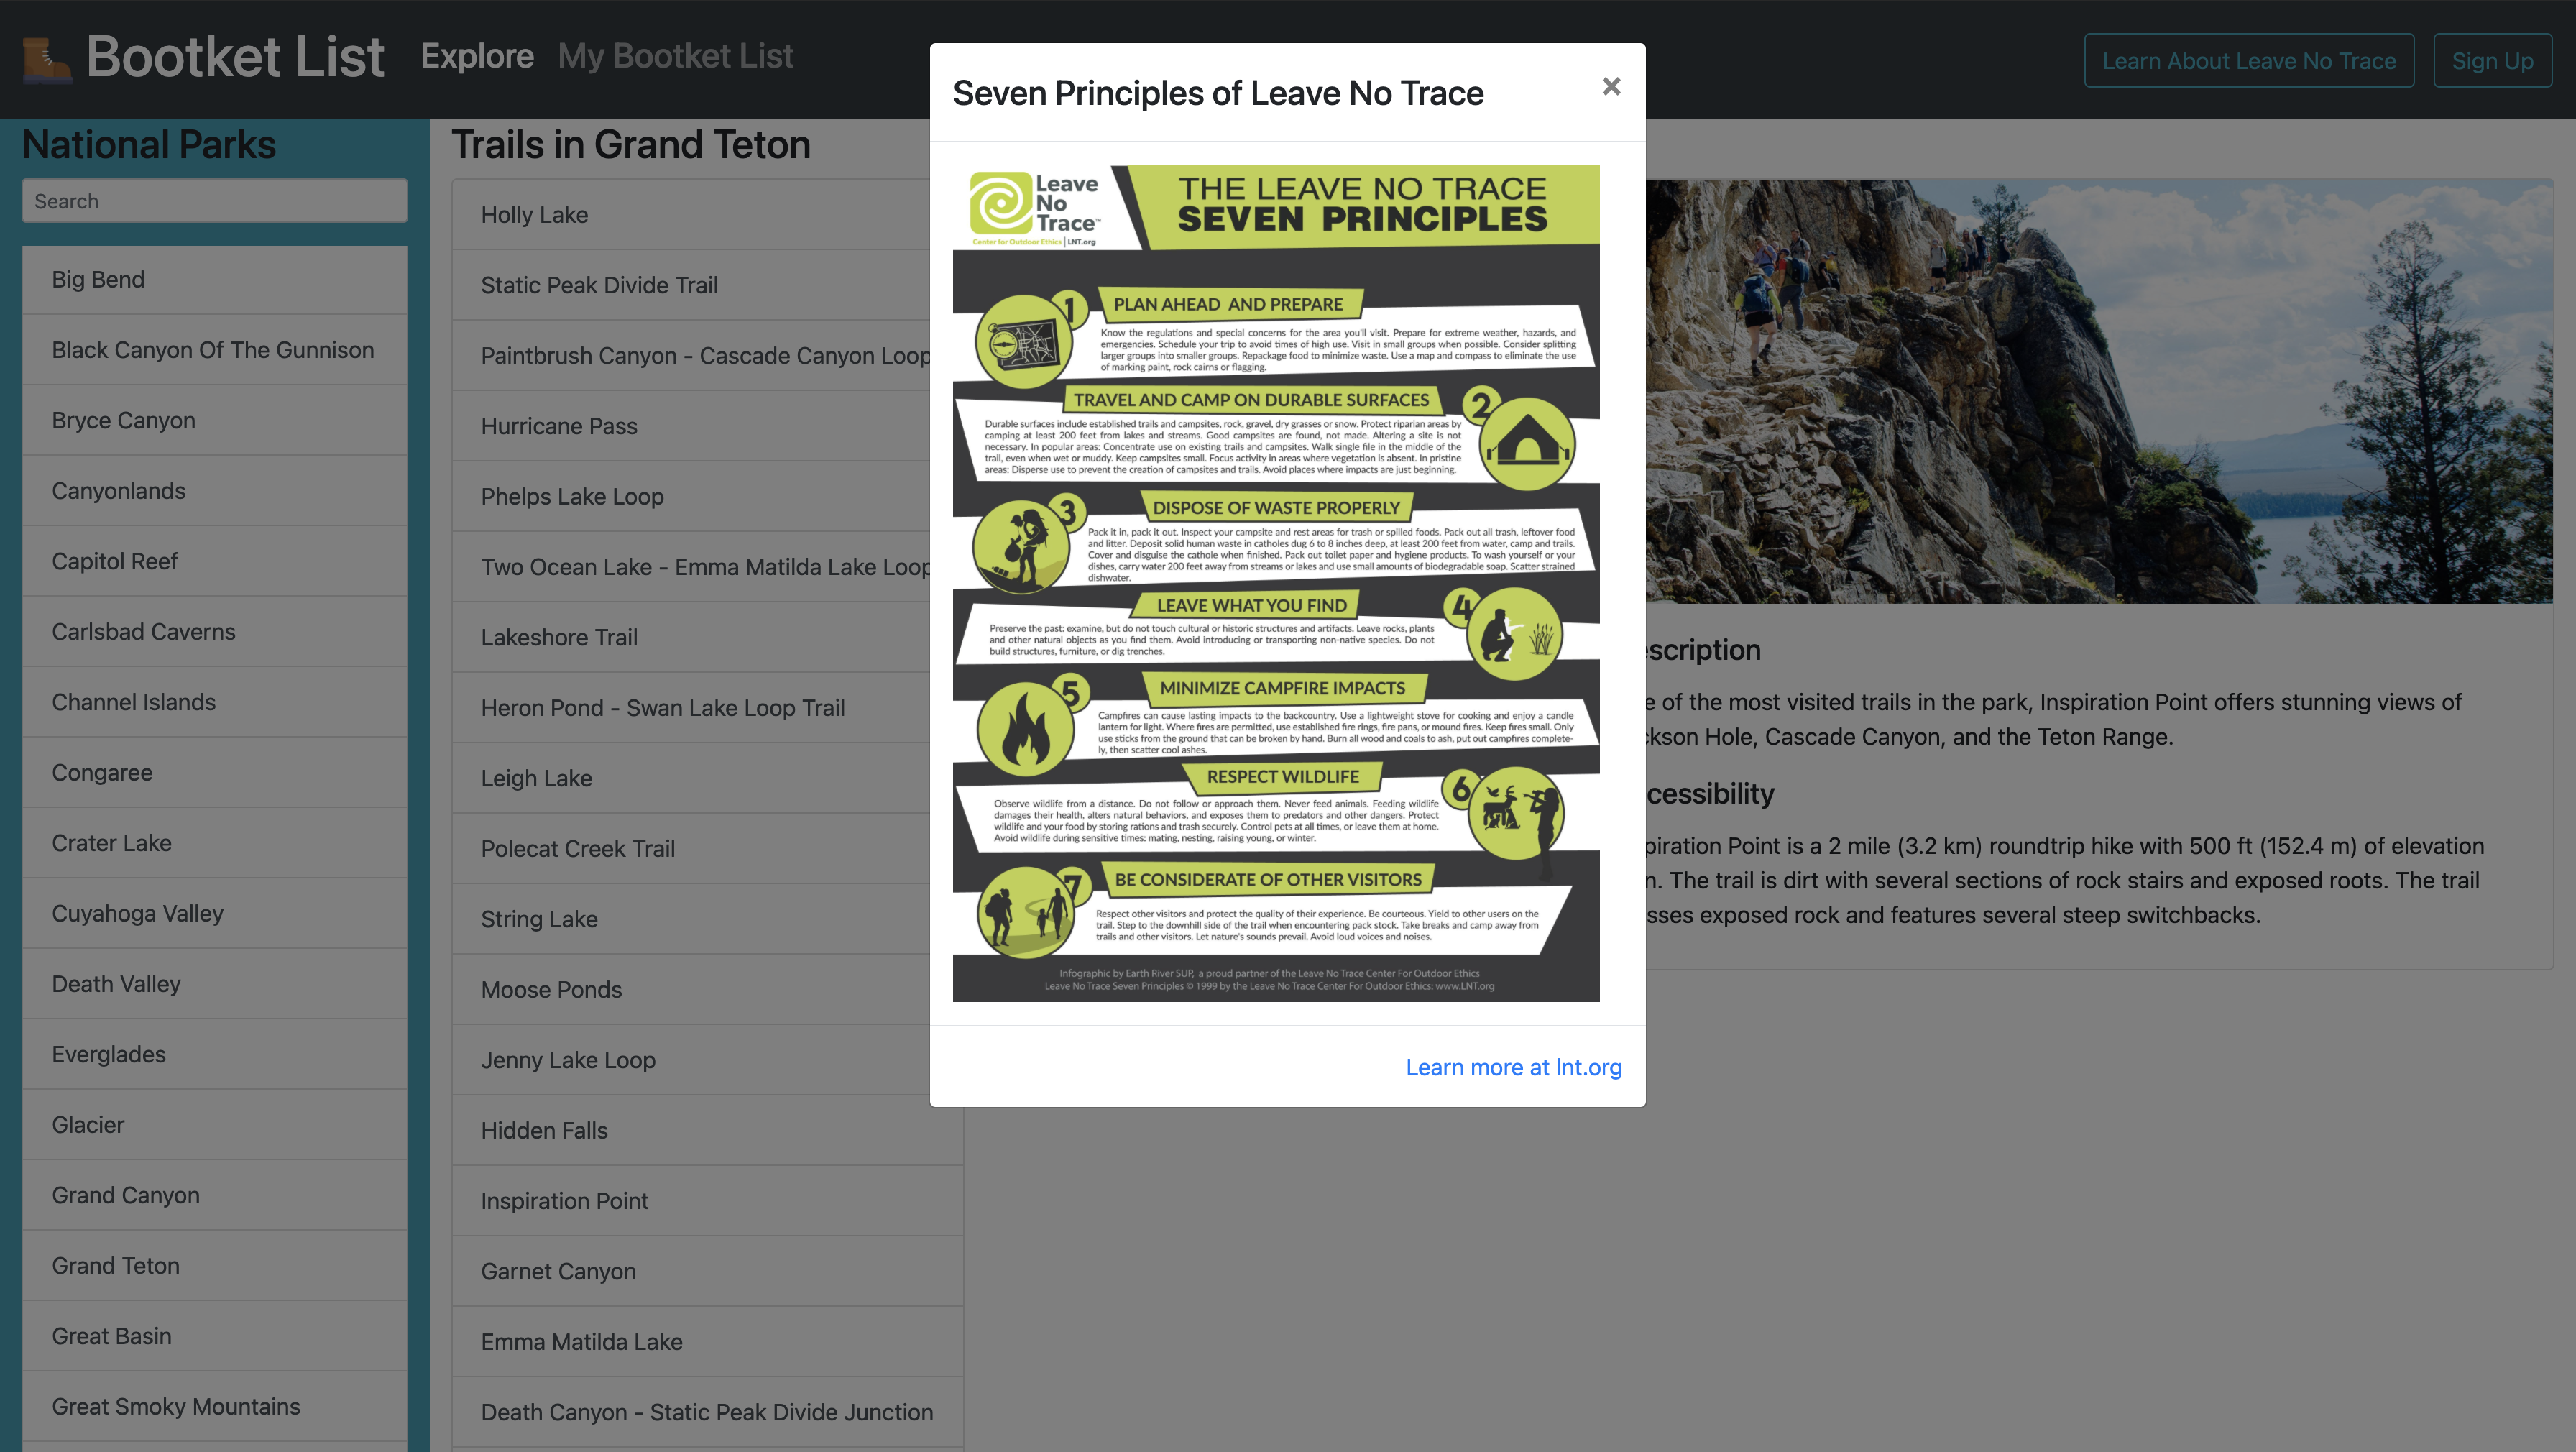 Bootket List
Explore
My Bootket List
Learn About Leave No Trace
Sign Up
National Parks
Search
Big Bend
Black Canyon Of The Gunnison
Bryce Canyon
Canyonlands
Capitol Reef
Carlsbad Caverns
Channel Islands
Congaree
Crater Lake
Cuyahoga Valley
Death Valley
Everglades
Glacier
Grand Canyon
Grand Teton
Great Basin
Great Smoky Mountains
Trails in Grand Teton
Holly Lake
Static Peak Divide Trail
Paintbrush Canyon - Cascade Canyon Loop
Hurricane Pass
Phelps Lake Loop
Two Ocean Lake - Emma Matilda Lake Loop
Lakeshore Trail
Heron Pond - Swan Lake Loop Trail
Leigh Lake
Polecat Creek Trail
String Lake
Moose Ponds
Jenny Lake Loop
Hidden Falls
Inspiration Point
Garnet Canyon
Emma Matilda Lake
Death Canyon - Static Peak Divide Junction
Seven Principles of Leave No Trace
×
Leave
No
Trace™
Center for Outdoor Ethics | LNT.org
THE LEAVE NO TRACE
SEVEN PRINCIPLES
1
PLAN AHEAD AND PREPARE
Know the regulations and special concerns for the area you'll visit. Prepare for extreme weather, hazards, and
emergencies. Schedule your trip to avoid times of high use. Visit in small groups when possible. Consider splitting
larger groups into smaller groups. Repackage food to minimize waste. Use a map and compass to eliminate the use
of marking paint, rock cairns or flagging.
TRAVEL AND CAMP ON DURABLE SURFACES
2
Durable surfaces include established trails and campsites, rock, gravel, dry grasses or snow. Protect riparian areas by
camping at least 200 feet from lakes and streams. Good campsites are found, not made. Altering a site is not
necessary. In popular areas: Concentrate use on existing trails and campsites. Walk single file in the middle of the
trail, even when wet or muddy. Keep campsites small. Focus activity in areas where vegetation is absent. In pristine
areas: Disperse use to prevent the creation of campsites and trails. Avoid places where impacts are just beginning.
3
DISPOSE OF WASTE PROPERLY
Pack it in, pack it out. Inspect your campsite and rest areas for trash or spilled foods. Pack out all trash, leftover food
and litter. Deposit solid human waste in catholes dug 6 to 8 inches deep, at least 200 feet from water, camp and trails.
Cover and disguise the cathole when finished. Pack out toilet paper and hygiene products. To wash yourself or your
dishes, carry water 200 feet away from streams or lakes and use small amounts of biodegradable soap. Scatter strained
dishwater.
LEAVE WHAT YOU FIND
4
Preserve the past: examine, but do not touch cultural or historic structures and artifacts. Leave rocks, plants
and other natural objects as you find them. Avoid introducing or transporting non-native species. Do not
build structures, furniture, or dig trenches.
5
MINIMIZE CAMPFIRE IMPACTS
Campfires can cause lasting impacts to the backcountry. Use a lightweight stove for cooking and enjoy a candle
lantern for light. Where fires are permitted, use established fire rings, fire pans, or mound fires. Keep fires small. Only
use sticks from the ground that can be broken by hand. Burn all wood and coals to ash, put out campfires complete-
ly, then scatter cool ashes.
RESPECT WILDLIFE
6
Observe wildlife from a distance. Do not follow or approach them. Never feed animals. Feeding wildlife
damages their health, alters natural behaviors, and exposes them to predators and other dangers. Protect
wildlife and your food by storing rations and trash securely. Control pets at all times, or leave them at home.
Avoid wildlife during sensitive times: mating, nesting, raising young, or winter.
7
BE CONSIDERATE OF OTHER VISITORS
Respect other visitors and protect the quality of their experience. Be courteous. Yield to other users on the
trail. Step to the downhill side of the trail when encountering pack stock. Take breaks and camp away from
trails and other visitors. Let nature's sounds prevail. Avoid loud voices and noises.
Infographic by Earth River SUP, a proud partner of the Leave No Trace Center For Outdoor Ethics
Leave No Trace Seven Principles © 1999 by the Leave No Trace Center For Outdoor Ethics: www.LNT.org
Learn more at lnt.org
scription
e of the most visited trails in the park, Inspiration Point offers stunning views of
kson Hole, Cascade Canyon, and the Teton Range.
cessibility
piration Point is a 2 mile (3.2 km) roundtrip hike with 500 ft (152.4 m) of elevation
n. The trail is dirt with several sections of rock stairs and exposed roots. The trail
sses exposed rock and features several steep switchbacks.